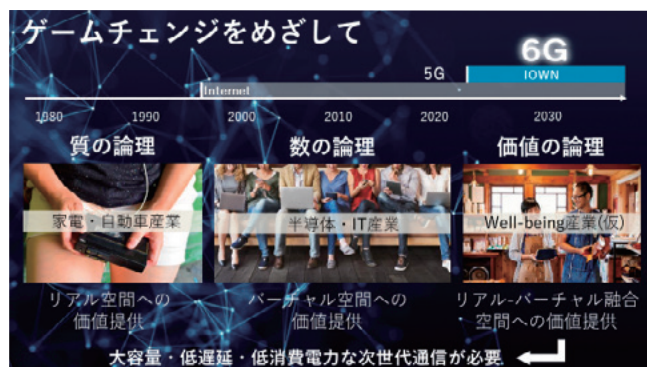 ゲームチェンジをめざして
6G
5G
IOWN
Internet
1980
1990
2000
2010
2020
2030
質の論理
数の論理
価値の論理
家電・自動車産業
半導体・IT産業
Well-being産業(仮)
リアル空間への
価値提供
バーチャル空間への
価値提供
リアル-バーチャル融合
空間への価値提供
大容量・低遅延・低消費電力な次世代通信が必要